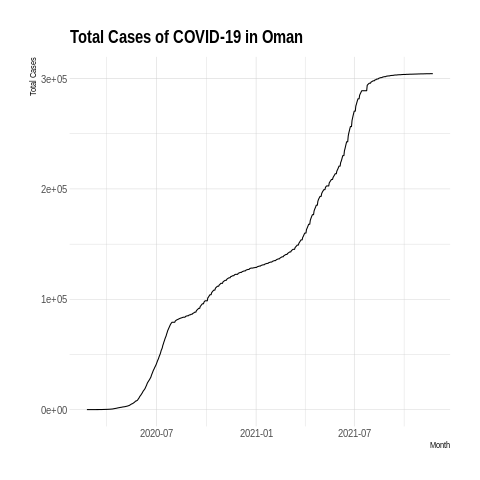 Total Cases of COVID-19 in Oman
Total Cases
3e+05
2e+05
1e+05
0e+00
2020-07 2021-01 2021-07
Month